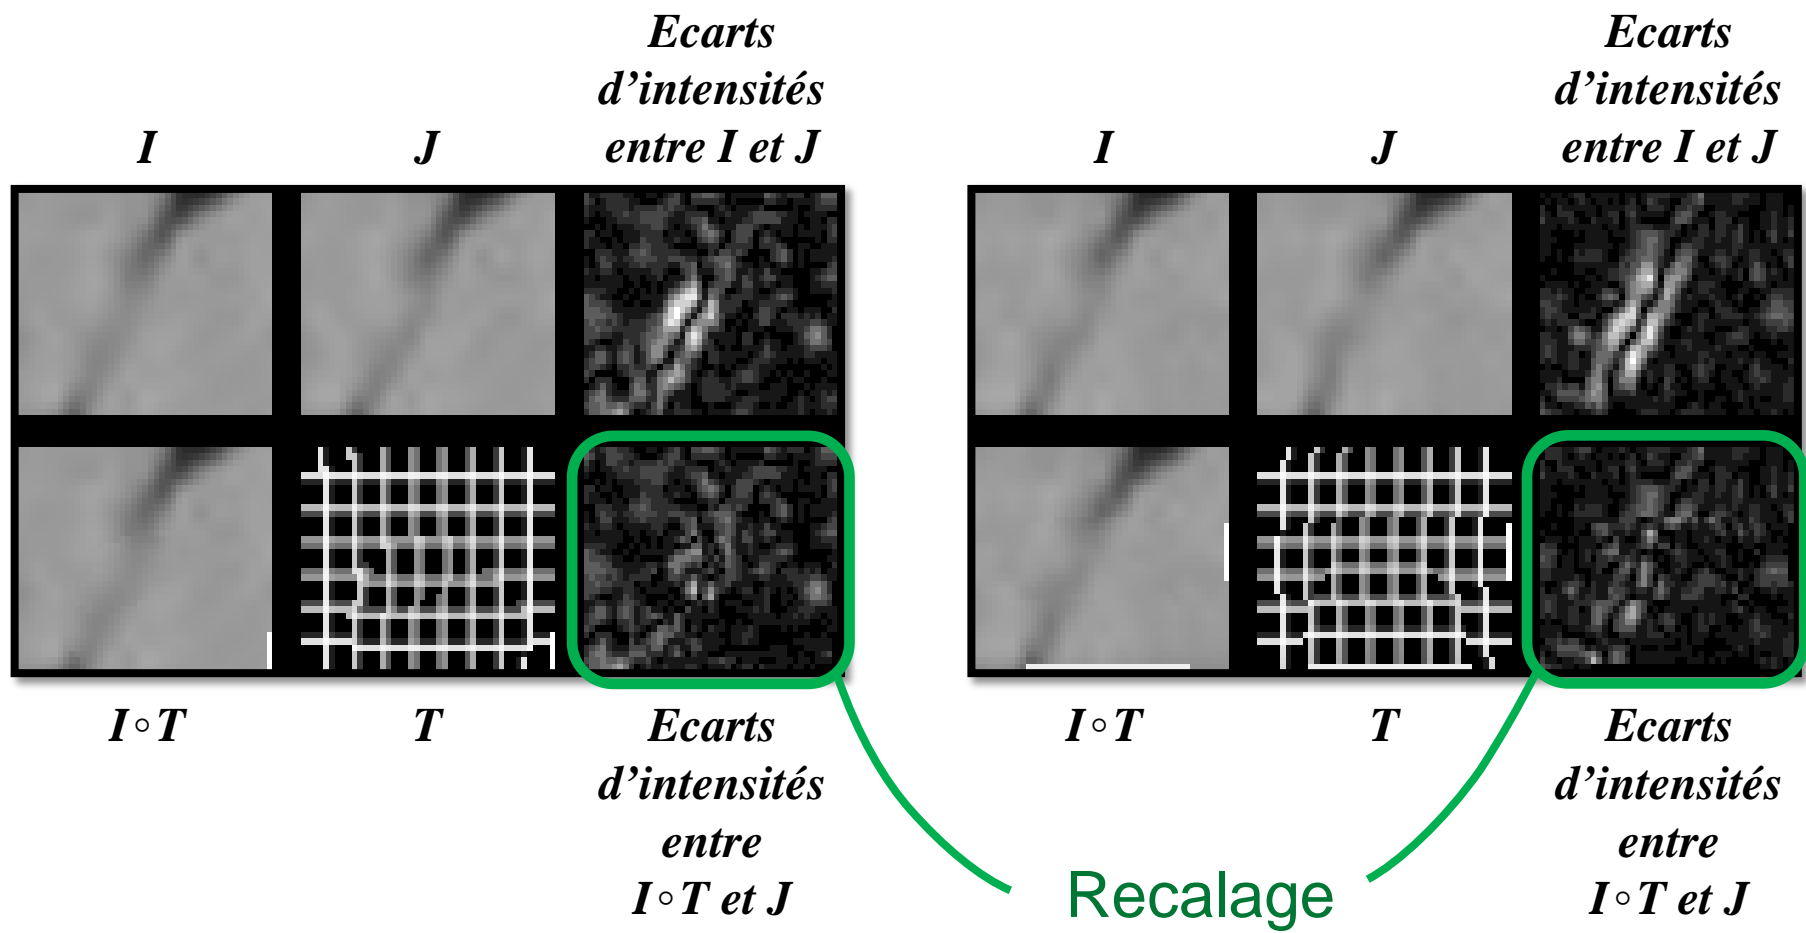 Ecarts
d'intensités
entre I et J
I
J
I∘T
T
Ecarts
d'intensités
entre
I∘T et J
Ecarts
d'intensités
entre I et J
I
J
I∘T
T
Ecarts
d'intensités
entre
I∘T et J
Recalage